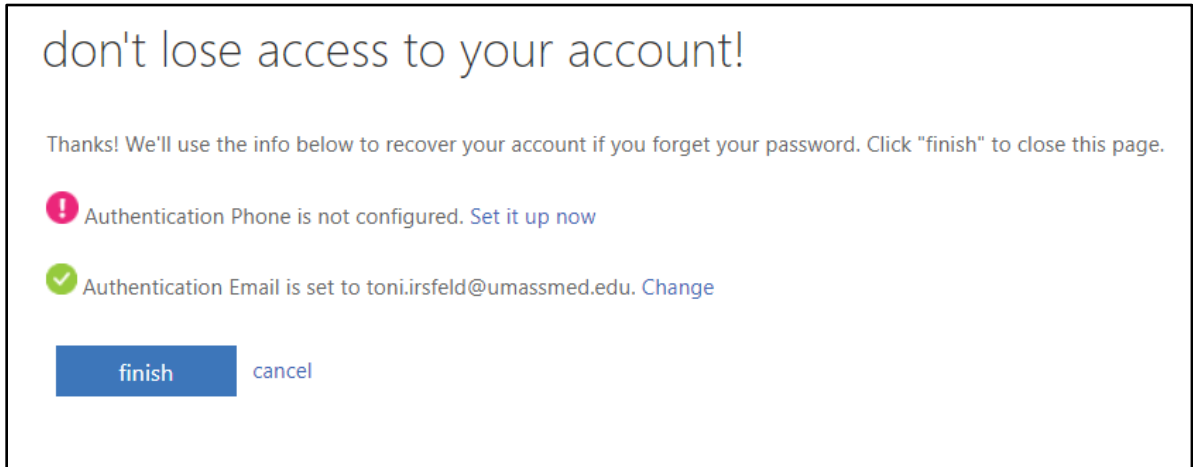 don't lose access to your account!
Thanks! We'll use the info below to recover your account if you forget your password. Click "finish" to close this page.
! Authentication Phone is not configured. Set it up now
Authentication Email is set to toni.irsfeld@umassmed.edu. Change
finish cancel